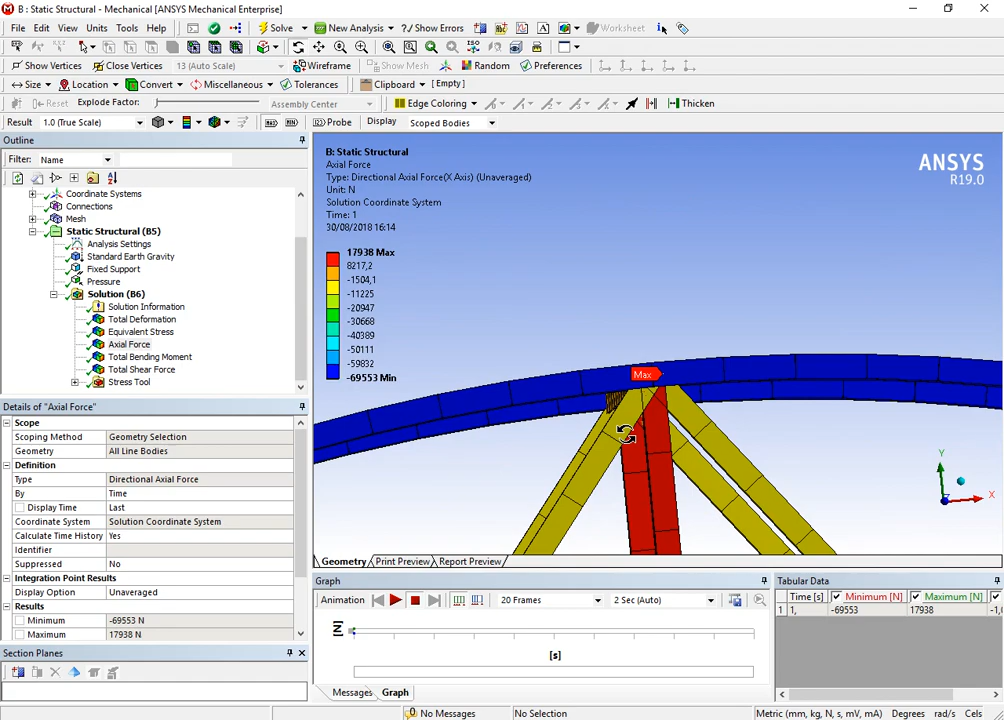 B : Static Structural - Mechanical [ANSYS Mechanical Enterprise]
File Edit View Units Tools Help Solve New Analysis Show Errors Worksheet
Show Vertices Close Vertices 13 (Auto Scale) Wireframe Show Mesh Random Preferences
Size Location Convert Miscellaneous Tolerances Clipboard [ Empty ]
Reset Explode Factor: Assembly Center Edge Coloring Thicken
Result 1.0 (True Scale) Probe Display Scoped Bodies
Outline
Filter: Name
Coordinate Systems
Connections
Mesh
Static Structural (B5)
Analysis Settings
Standard Earth Gravity
Fixed Support
Pressure
Solution (B6)
Solution Information
Total Deformation
Equivalent Stress
Axial Force
Total Bending Moment
Total Shear Force
Stress Tool
Details of "Axial Force"
Scope
Scoping Method Geometry Selection
Geometry All Line Bodies
Definition
Type Directional Axial Force
By Time
Display Time Last
Coordinate System Solution Coordinate System
Calculate Time History Yes
Identifier
Suppressed No
Integration Point Results
Display Option Unaveraged
Results
Minimum -69553 N
Maximum 17938 N
Section Planes
B: Static Structural
Axial Force
Type: Directional Axial Force(X Axis) (Unaveraged)
Unit: N
Solution Coordinate System
Time: 1
30/08/2018 16:14
17938 Max
8217,2
-1504,1
-11225
-20947
-30668
-40389
-50111
-59832
-69553 Min
ANSYS
R19.0
Max
Y
X
Geometry Print Preview Report Preview
Graph
Animation 20 Frames 2 Sec (Auto)
[s]
Messages Graph
Tabular Data
Time [s] Minimum [N] Maximum [N]
1 1, -69553 17938 -1,0
No Messages No Selection Metric (mm, kg, N, s, mV, mA) Degrees rad/s Cels